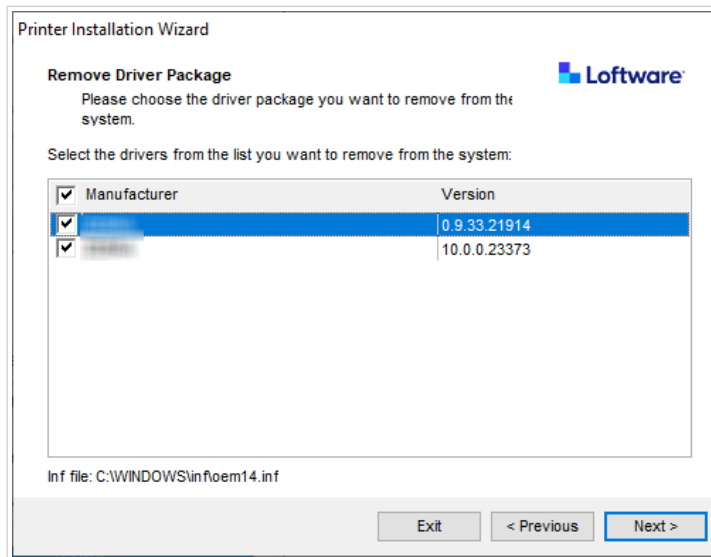 Printer Installation Wizard
Remove Driver Package
Loftware
Please choose the driver package you want to remove from the
system.
Select the drivers from the list you want to remove from the system:
Manufacturer Version
0.9.33.21914
10.0.0.23373
Inf file: C:\WINDOWS\inf\oem14.inf
Exit < Previous Next >